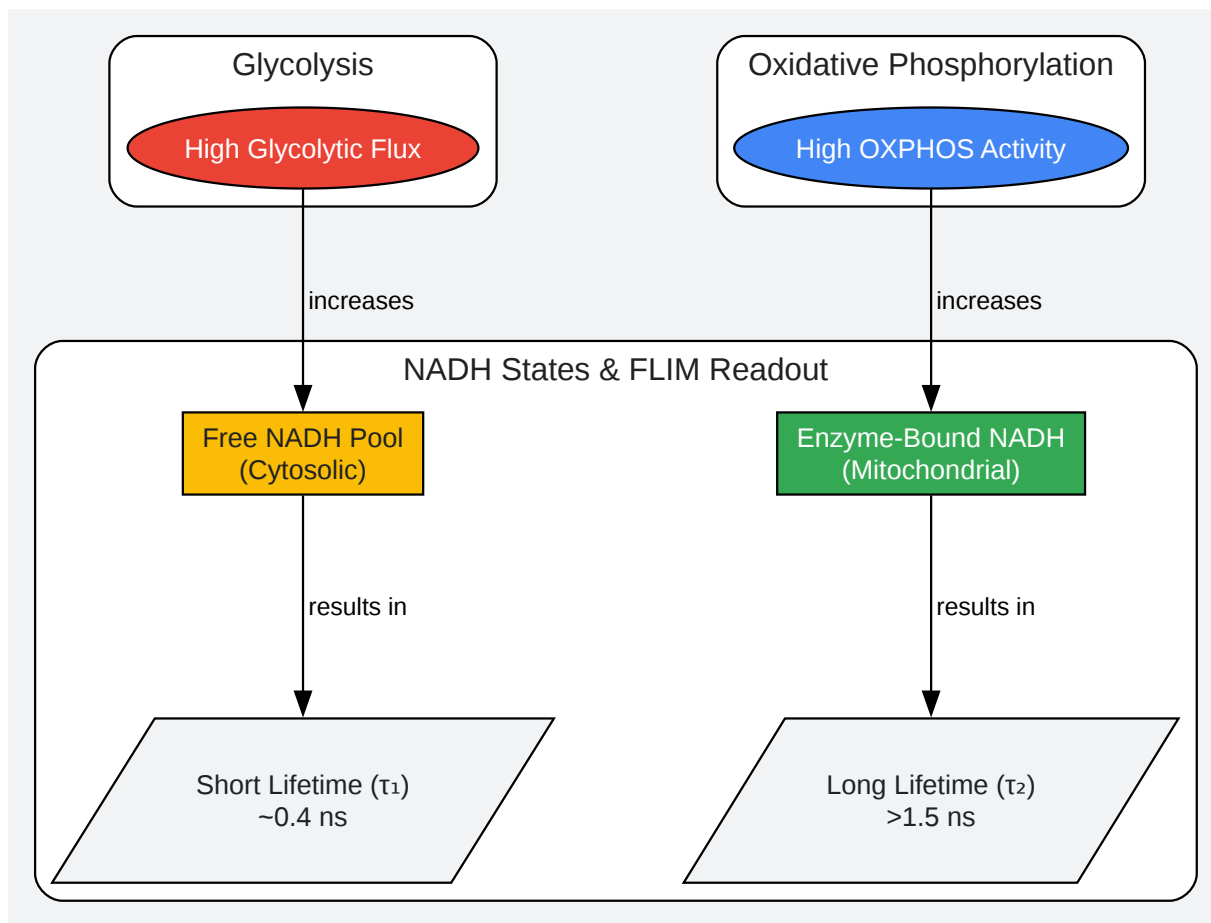 Glycolysis
Oxidative Phosphorylation
High Glycolytic Flux
High OXPHOS Activity
increases
increases
NADH States & FLIM Readout
Free NADH Pool
(Cytosolic)
Enzyme-Bound NADH
(Mitochondrial)
results in
results in
Short Lifetime (τ₁)
~0.4 ns
Long Lifetime (τ₂)
>1.5 ns